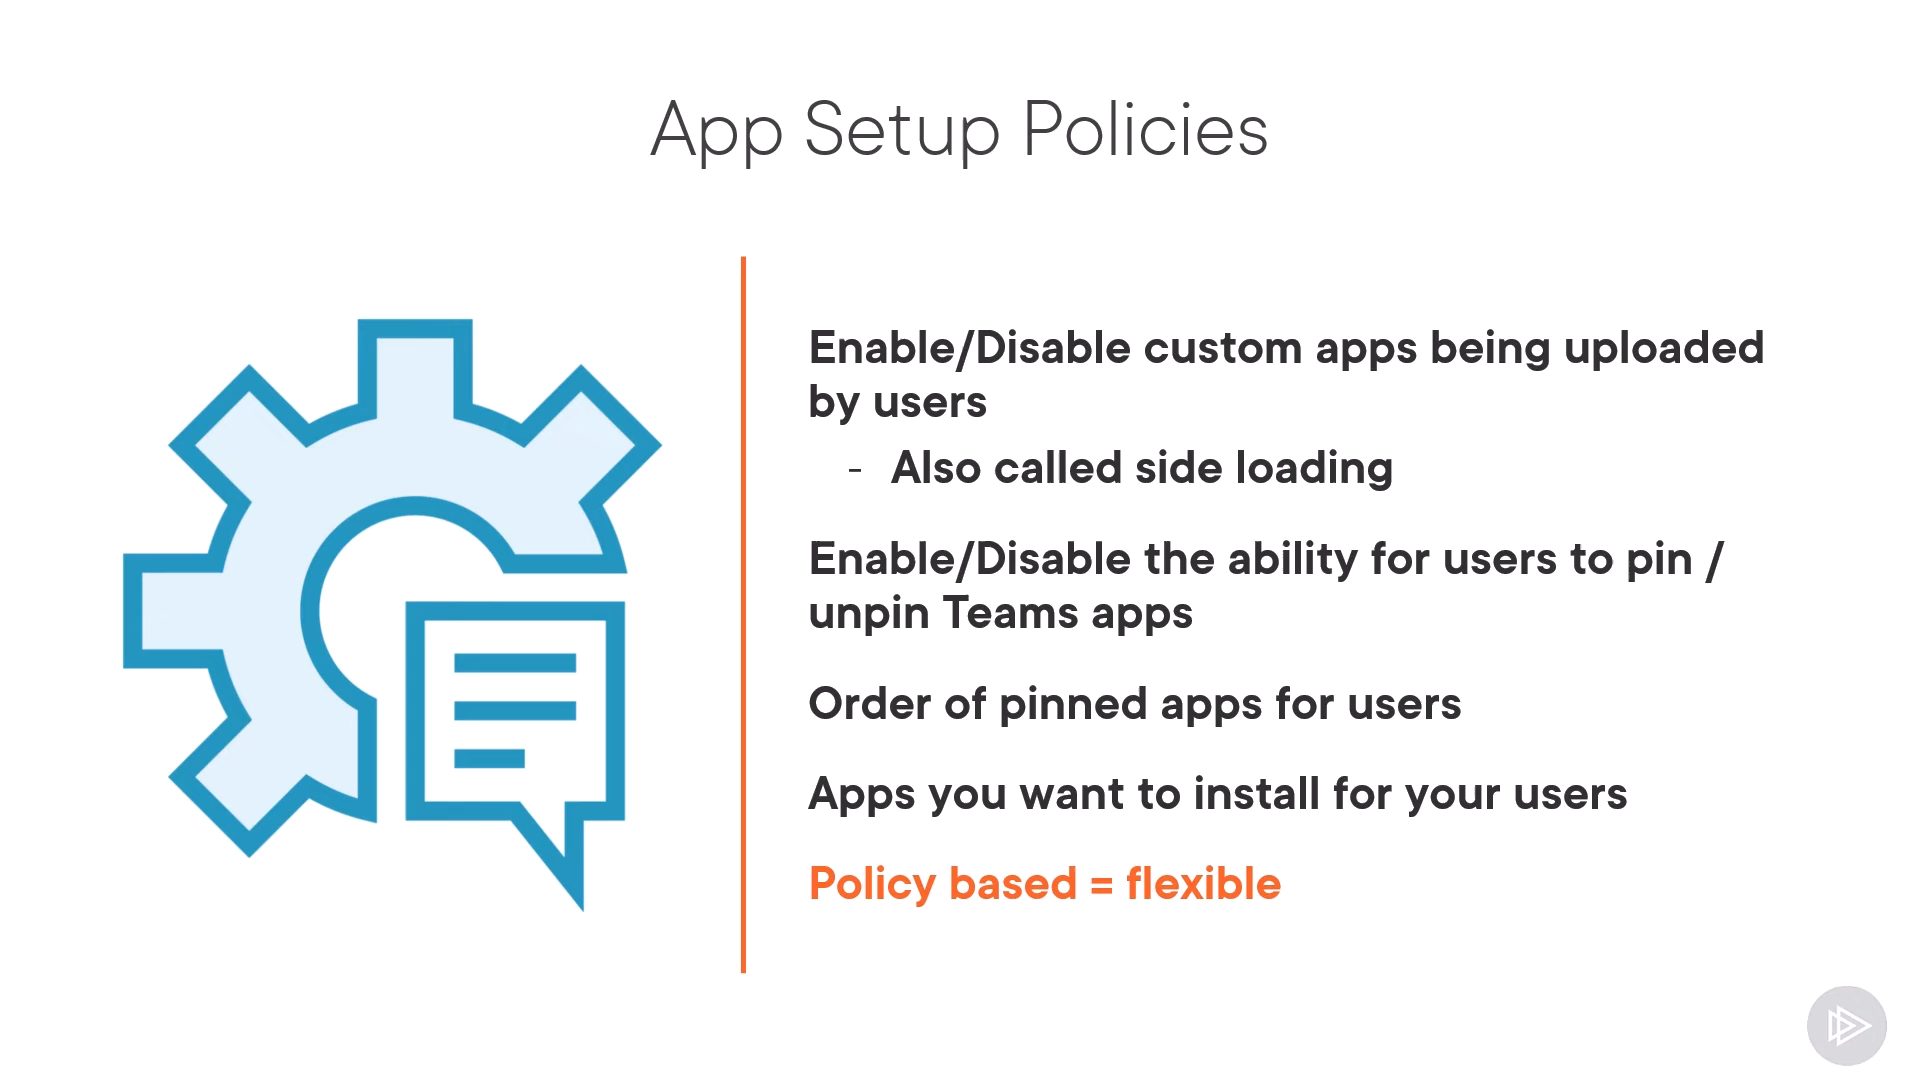 App Setup Policies
Enable/Disable custom apps being uploaded
by users
- Also called side loading
Enable/Disable the ability for users to pin /
unpin Teams apps
Order of pinned apps for users
Apps you want to install for your users
Policy based = flexible